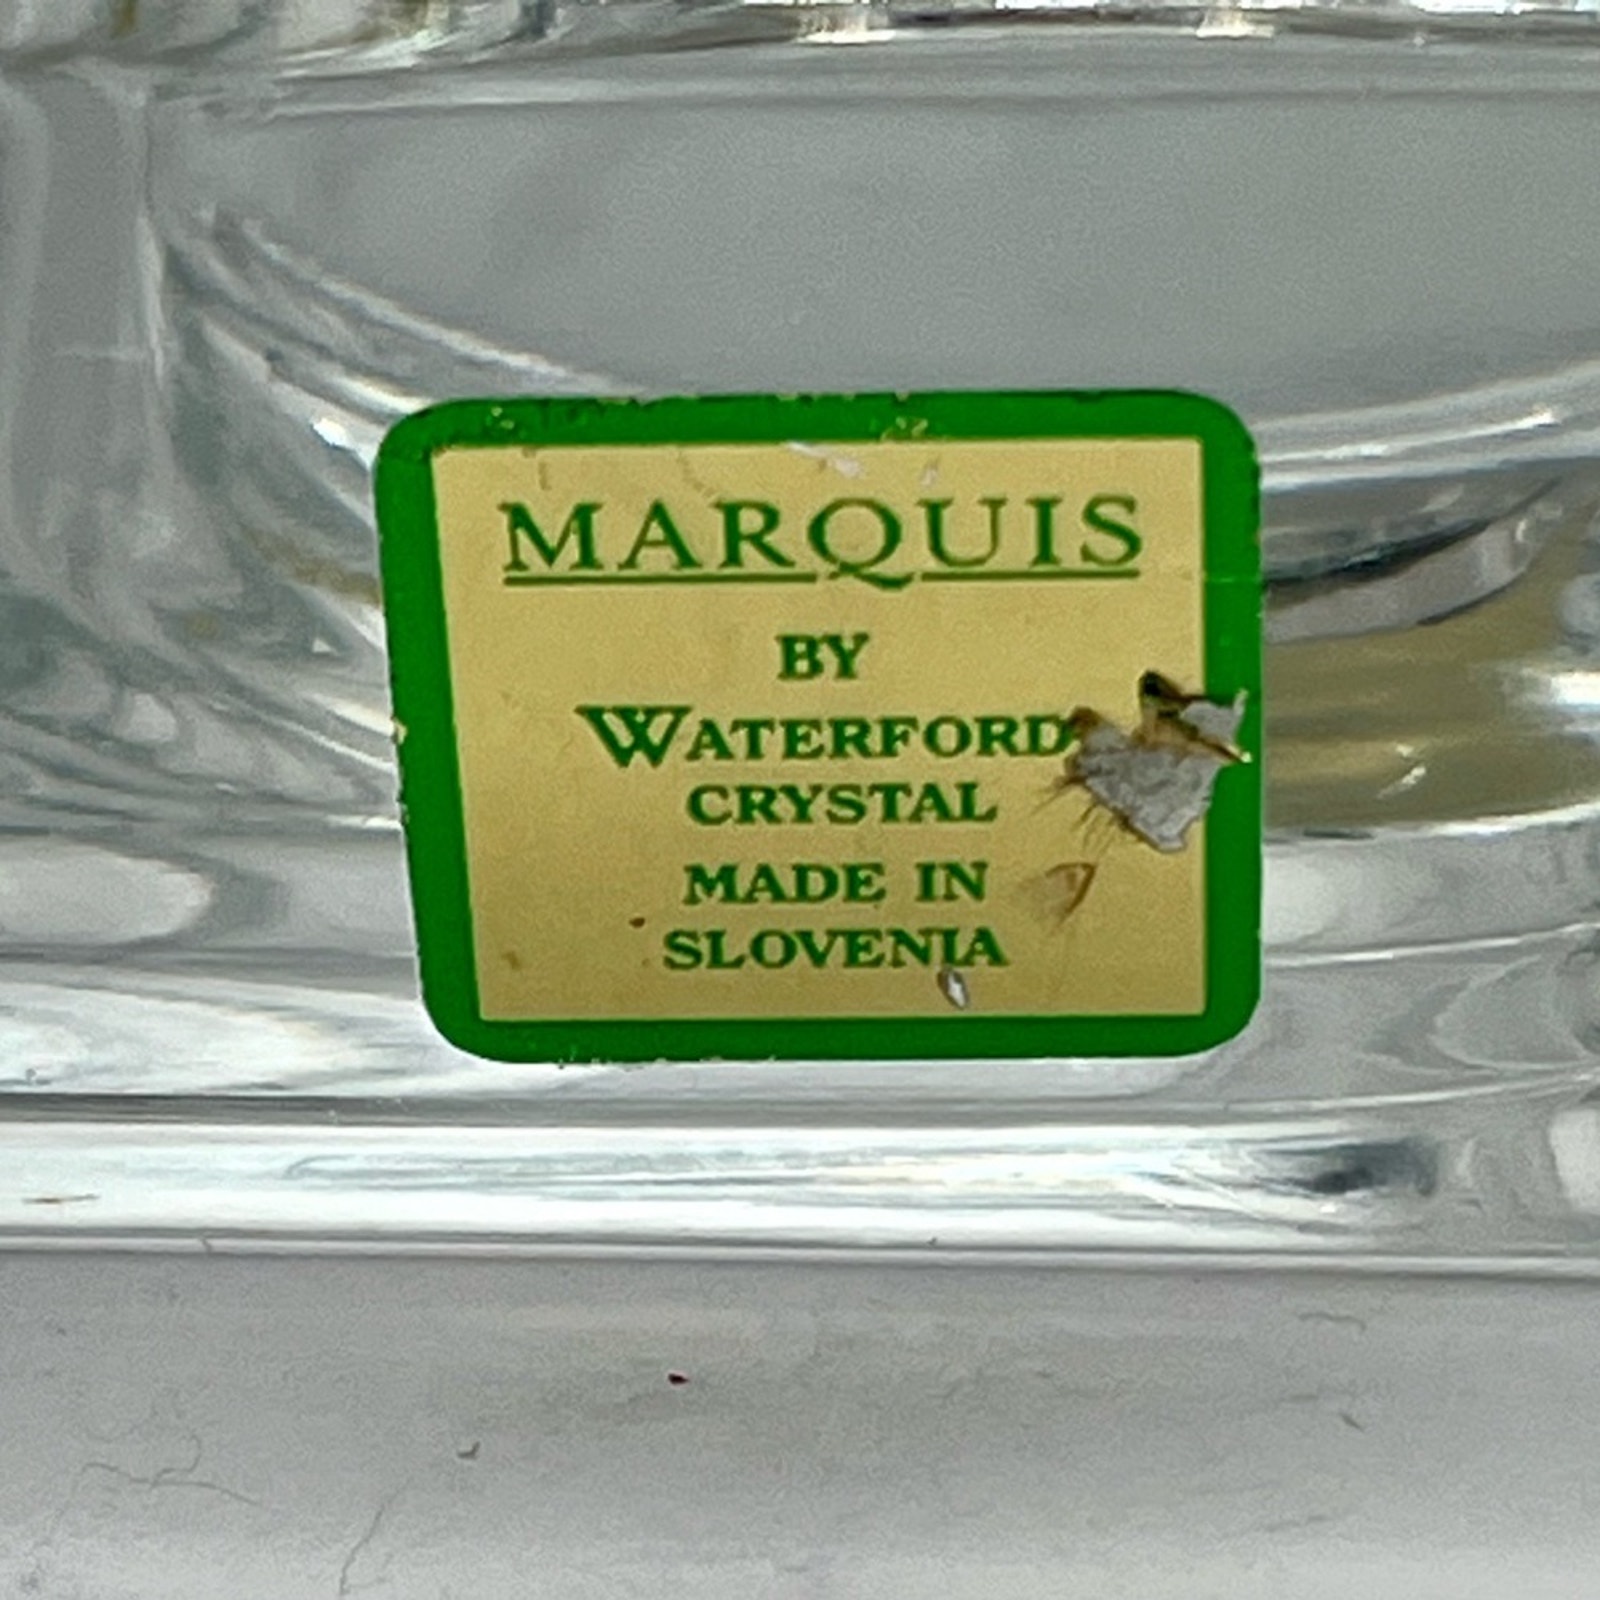 MARQUIS
BY
WATERFORD
CRYSTAL
MADE IN
SLOVENIA